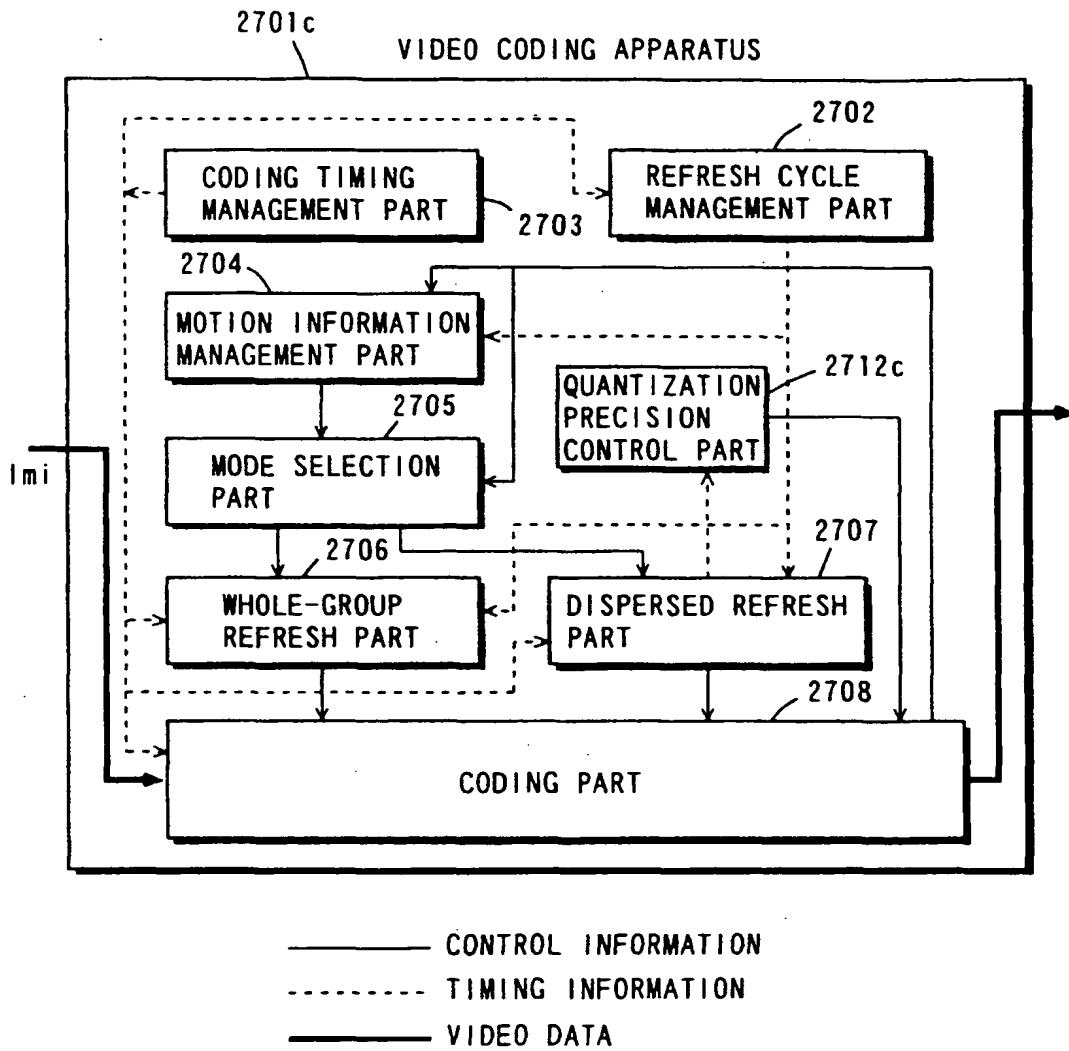 2701c
VIDEO CODING APPARATUS
2702
CODING TIMING
MANAGEMENT PART
REFRESH CYCLE
MANAGEMENT PART
2703
2704
MOTION INFORMATION
MANAGEMENT PART
2712c
QUANTIZATION
PRECISION
CONTROL PART
2705
MODE SELECTION
PART
Imi
2706
2707
WHOLE-GROUP
REFRESH PART
DISPERSED REFRESH
PART
2708
CODING PART
CONTROL INFORMATION
TIMING INFORMATION
VIDEO DATA